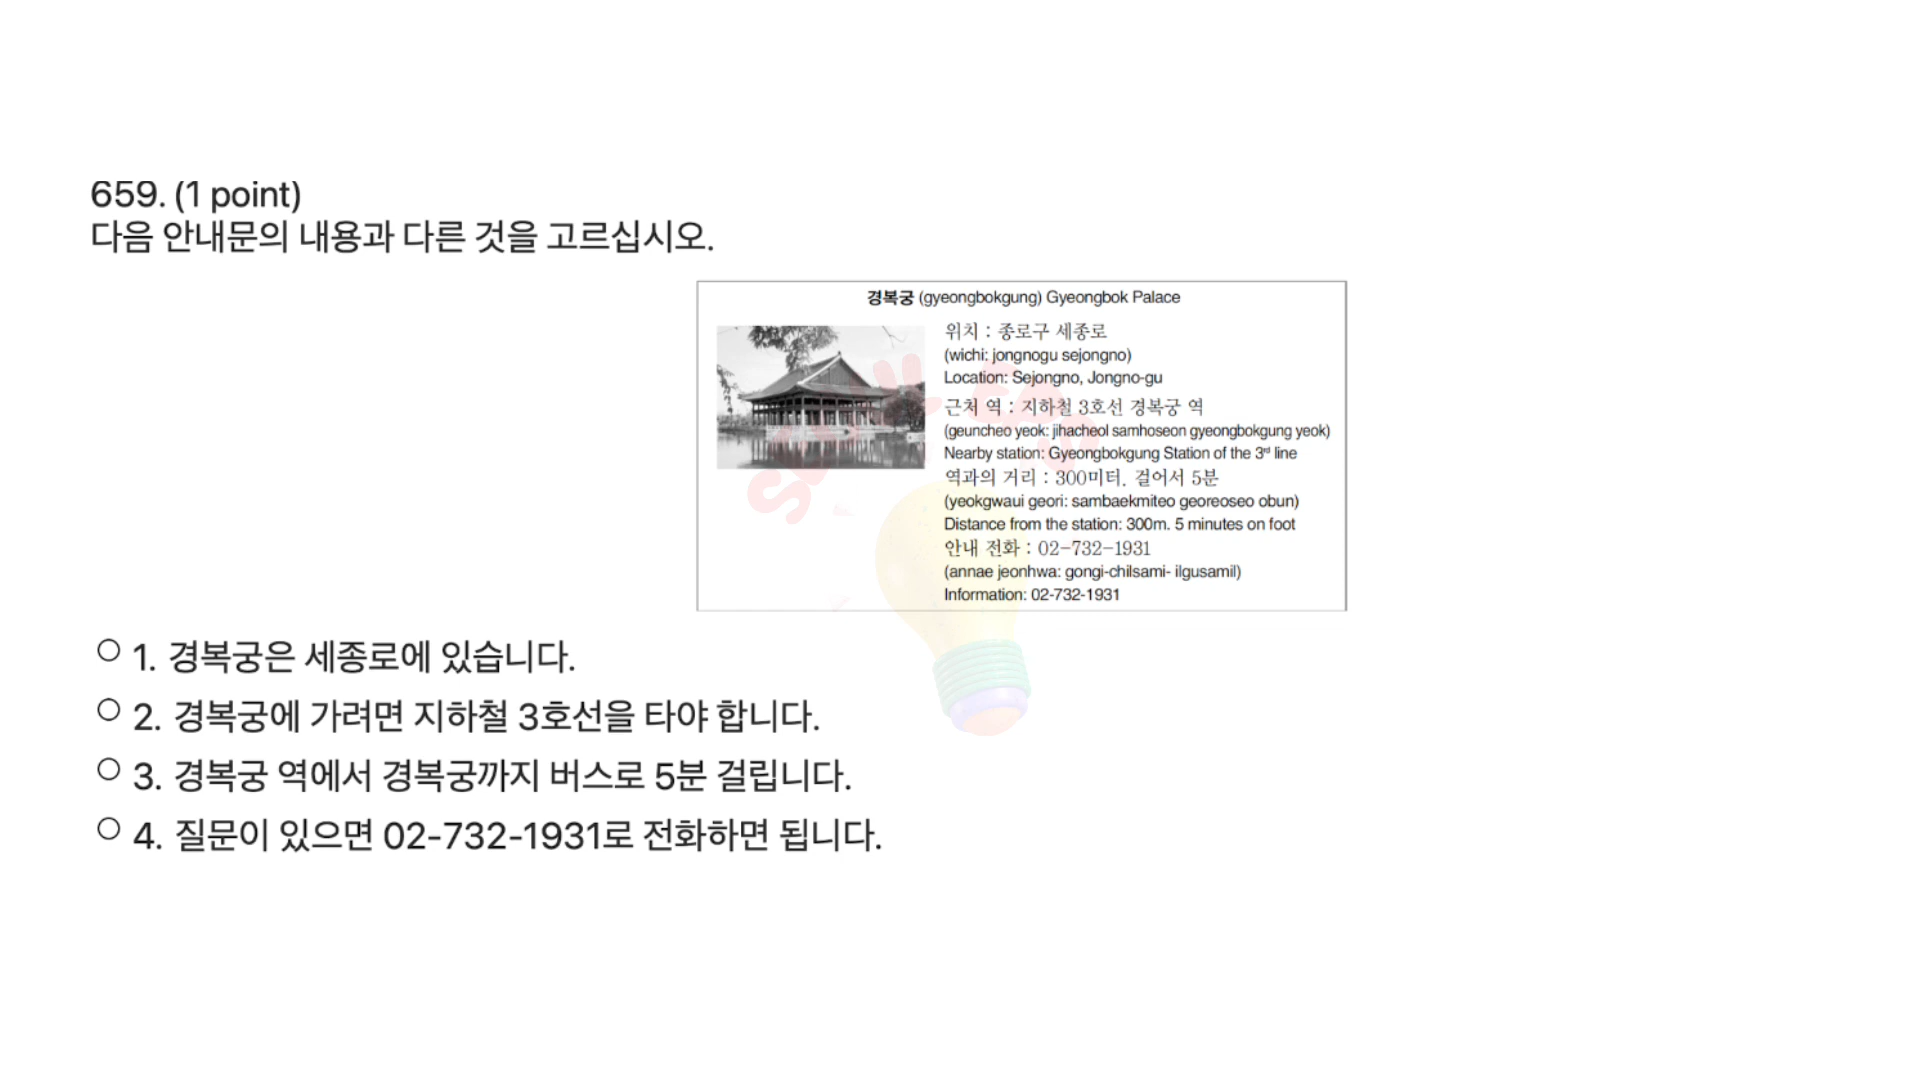 659. (1 point)
다음 안내문의 내용과 다른 것을 고르십시오.
경복궁 (gyeongbokgung) Gyeongbok Palace
위치 : 종로구 세종로
(wichi: jongnogu sejongno)
Location: Sejongno, Jongno-gu
근처 역 : 지하철 3호선 경복궁 역
(geuncheo yeok: jihacheol samhoseon gyeongbokgung yeok)
Nearby station: Gyeongbokgung Station of the 3rd line
역과의 거리 : 300미터. 걸어서 5분
(yeokgwaui geori: sambaekmiteo georeoseo obun)
Distance from the station: 300m. 5 minutes on foot
안내 전화 : 02-732-1931
(annae jeonhwa: gongi-chilsami- ilgusamil)
Information: 02-732-1931
1. 경복궁은 세종로에 있습니다.
2. 경복궁에 가려면 지하철 3호선을 타야 합니다.
3. 경복궁 역에서 경복궁까지 버스로 5분 걸립니다.
4. 질문이 있으면 02-732-1931로 전화하면 됩니다.